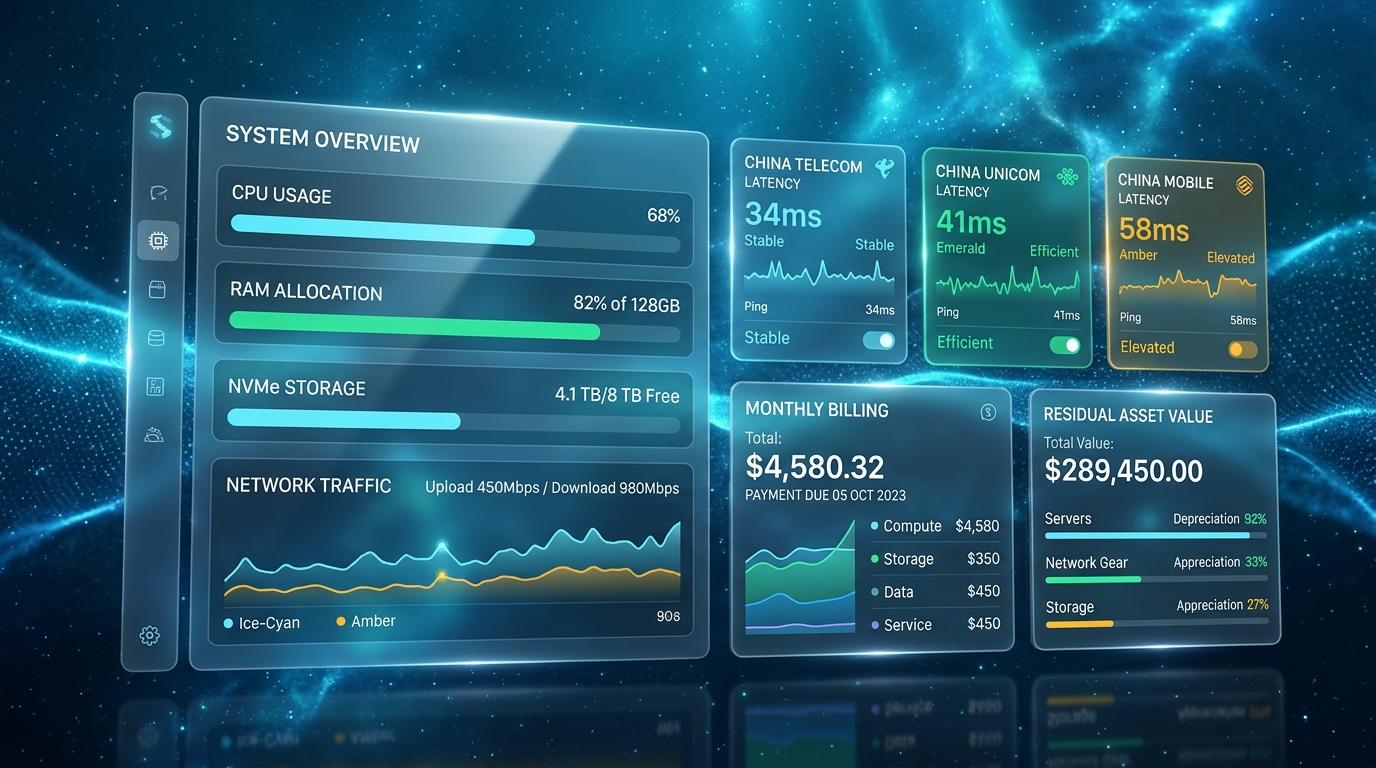 SYSTEM OVERVIEW
CPU USAGE
68%
RAM ALLOCATION
82% of 128GB
NVMe STORAGE
4.1 TB/8 TB Free
NETWORK TRAFFIC
Upload 450Mbps / Download 980Mbps
Ice-Cyan
Amber
90s
CHINA TELECOM
LATENCY
34ms
Stable Stable
Ping 34ms
Stable
CHINA UNICOM
LATENCY
41ms
Emerald Efficient
Ping 41ms
Efficient
CHINA MOBILE
LATENCY
58ms
Amber Elevated
Ping 58ms
Elevated
MONTHLY BILLING
Total:
$4,580.32
PAYMENT DUE 05 OCT 2023
Compute $4,580
Storage $350
Data $450
Service $450
RESIDUAL ASSET VALUE
Total Value:
$289,450.00
Servers Depreciation 92%
Network Gear Appreciation 33%
Storage Appreciation 27%